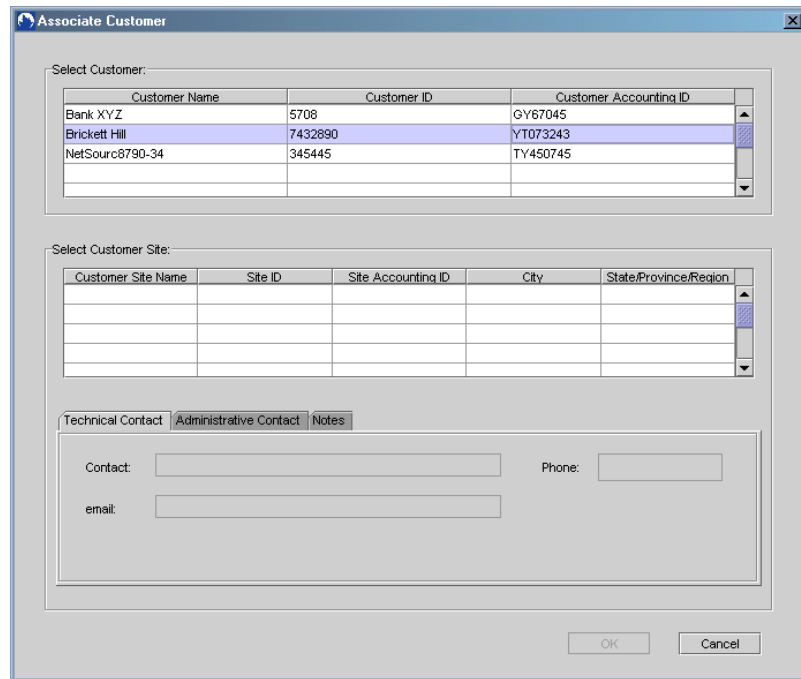 Associate Customer
Select Customer:
Customer Name Customer ID Customer Accounting ID
Bank XYZ 5708 GY67045
Brickett Hill 7432890 YT073243
NetSourc8790-34 345445 TY450745
Select Customer Site:
Customer Site Name Site ID Site Accounting ID City State/Province/Region
Technical Contact Administrative Contact Notes
Contact: Phone:
email:
OK Cancel